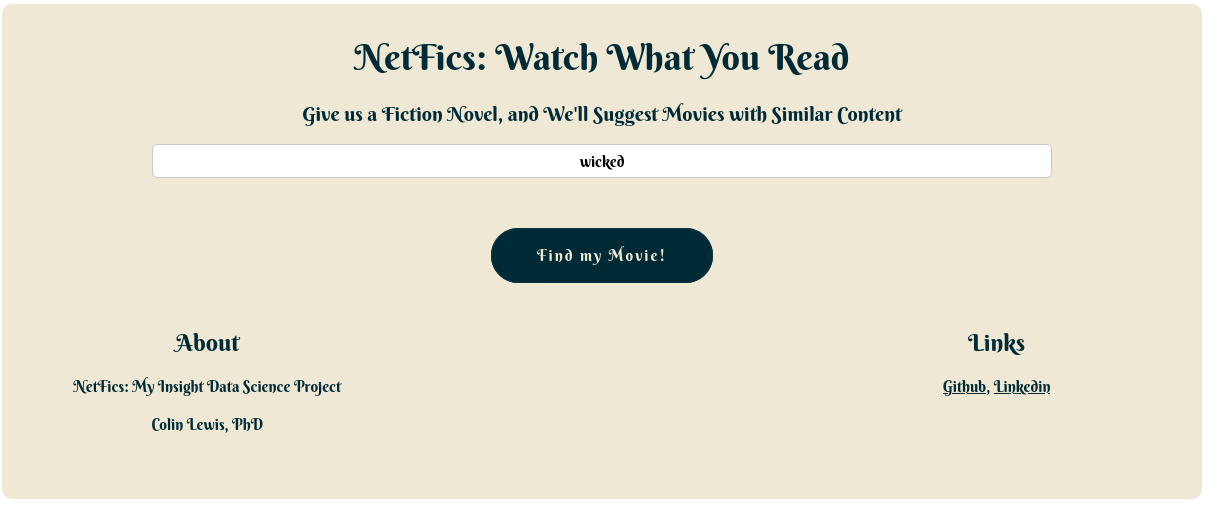 NetFics: Watch What You Read
Give us a Fiction Novel, and We'll Suggest Movies with Similar Content
wicked
Find my Movie!
About
NetFics: My Insight Data Science Project
Colin Lewis, PhD
Links
Github, Linkedin